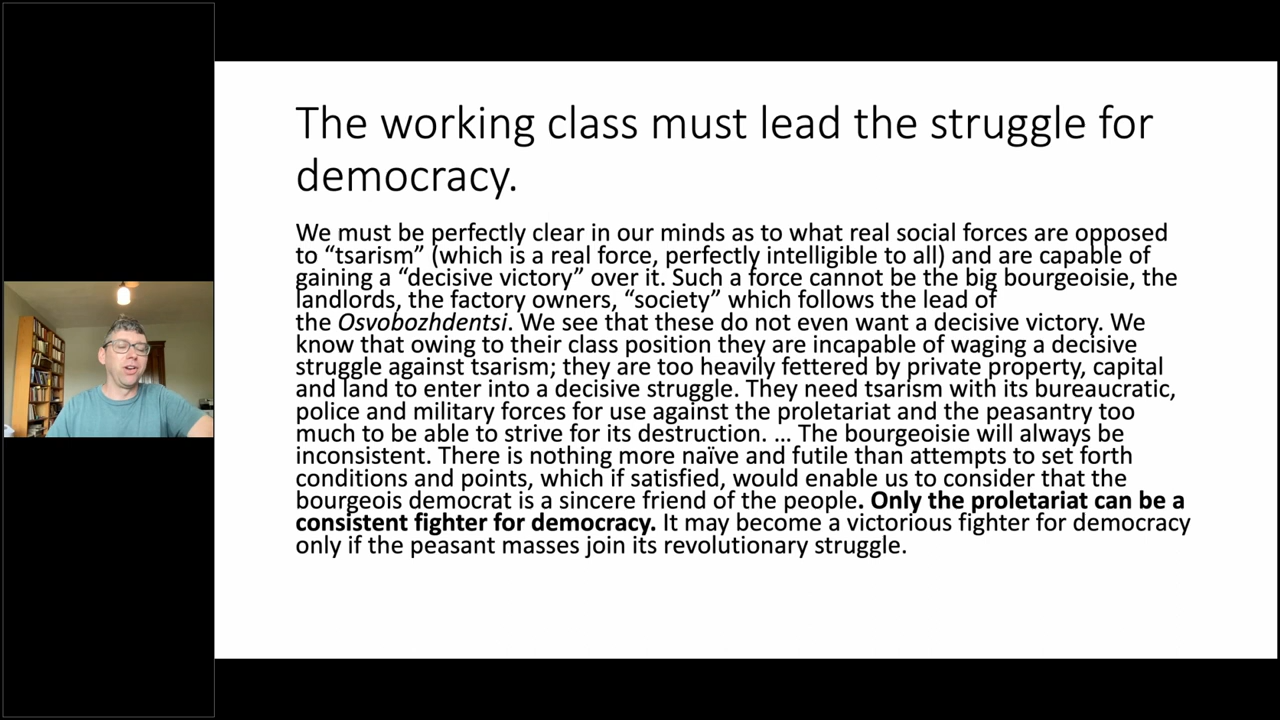 The working class must lead the struggle for
democracy.
We must be perfectly clear in our minds as to what real social forces are opposed
to “tsarism” (which is a real force, perfectly intelligible to all) and are capable of
gaining a “decisive victory” over it. Such a force cannot be the big bourgeoisie, the
landlords, the factory owners, “society” which follows the lead of
the Osvobozhdentsi. We see that these do not even want a decisive victory. We
know that owing to their class position they are incapable of waging a decisive
struggle against tsarism; they are too heavily fettered by private property, capital
and land to enter into a decisive struggle. They need tsarism with its bureaucratic,
police and military forces for use against the proletariat and the peasantry too
much to be able to strive for its destruction. ... The bourgeoisie will always be
inconsistent. There is nothing more naïve and futile than attempts to set forth
conditions and points, which if satisfied, would enable us to consider that the
bourgeois democrat is a sincere friend of the people. Only the proletariat can be a
consistent fighter for democracy. It may become a victorious fighter for democracy
only if the peasant masses join its revolutionary struggle.